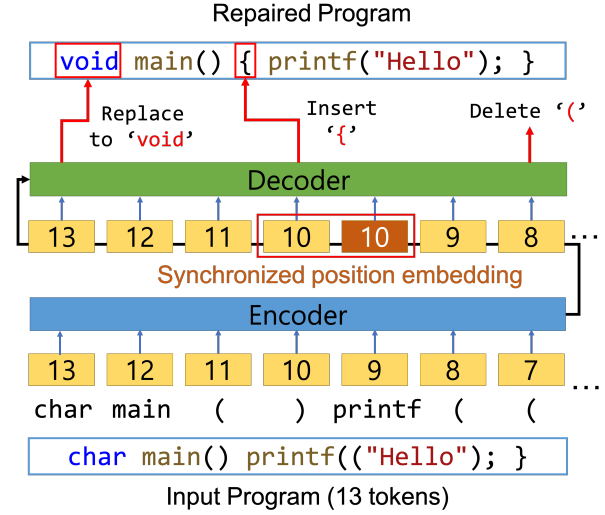 Repaired Program
void main() { printf("Hello"); }
Replace to ‘void’
Insert ‘{’
Delete ‘(’
Decoder
13 12 11 10 10 9 8 ...
Synchronized position embedding
Encoder
13 12 11 10 9 8 7 ...
char main ( ) printf ( (
char main() printf(("Hello"); }
Input Program (13 tokens)